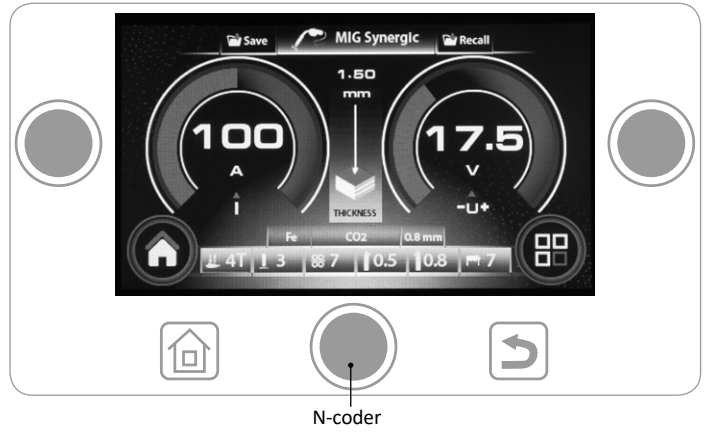 Save MIG Synergic Recall
1.50
mm
100
A
I
17.5
V
-U+
THICKNESS
Fe CO2 0.8 mm
4T 3 7 0.5 0.8 7
N-coder